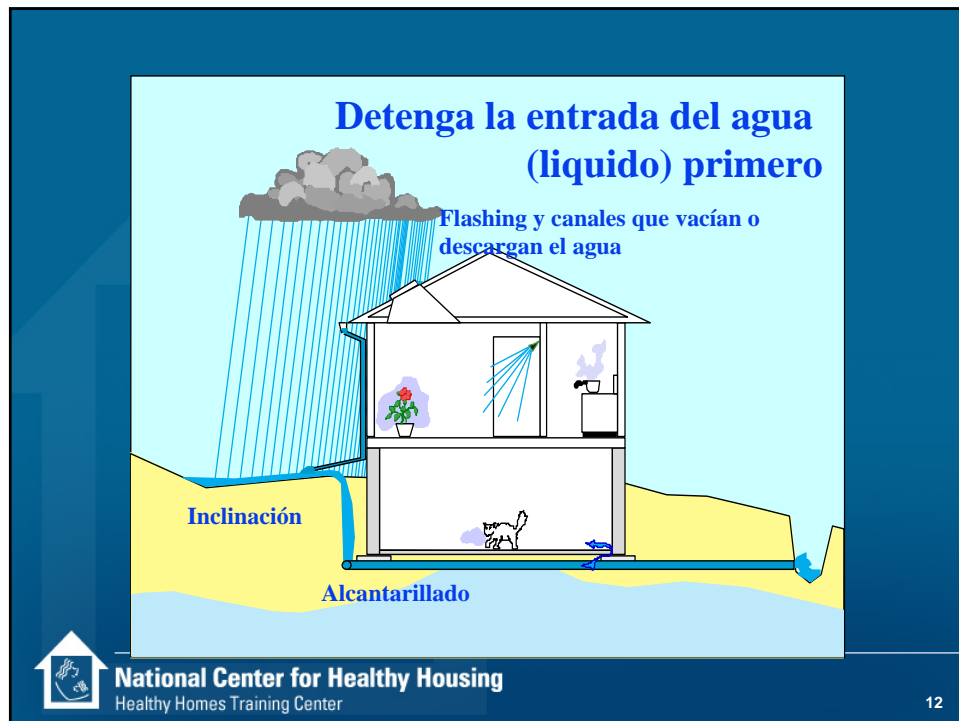 Detenga la entrada del agua
(liquido) primero
Flashing y canales que vacían o
descargan el agua
Inclinación
Alcantarillado
National Center for Healthy Housing
Healthy Homes Training Center
12